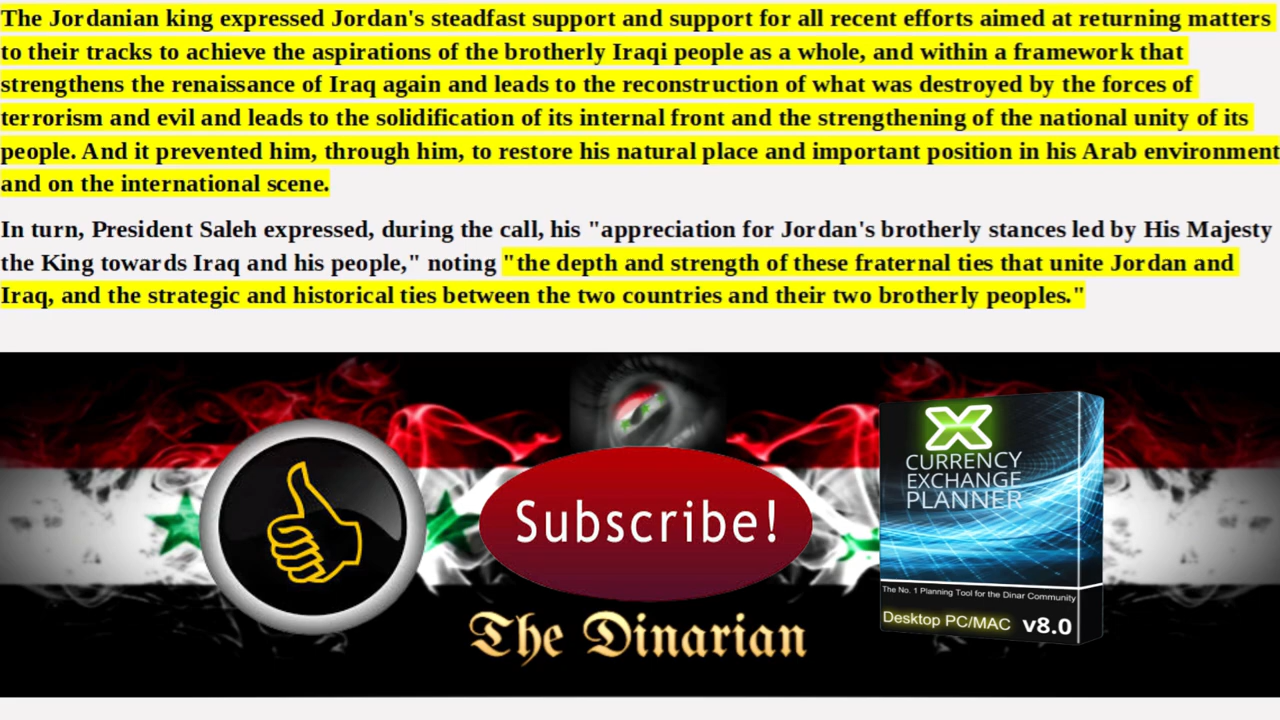 The Jordanian king expressed Jordan's steadfast support and support for all recent efforts aimed at returning matters
to their tracks to achieve the aspirations of the brotherly Iraqi people as a whole, and within a framework that
strengthens the renaissance of Iraq again and leads to the reconstruction of what was destroyed by the forces of
terrorism and evil and leads to the solidification of its internal front and the strengthening of the national unity of its
people. And it prevented him, through him, to restore his natural place and important position in his Arab environment
and on the international scene.
In turn, President Saleh expressed, during the call, his "appreciation for Jordan's brotherly stances led by His Majesty
the King towards Iraq and his people," noting "the depth and strength of these fraternal ties that unite Jordan and
Iraq, and the strategic and historical ties between the two countries and their two brotherly peoples."
Subscribe!
The Dinarian
X
CURRENCY
EXCHANGE
PLANNER
The No. 1 Planning Tool for the Dinar Community
Desktop PC/MAC v8.0